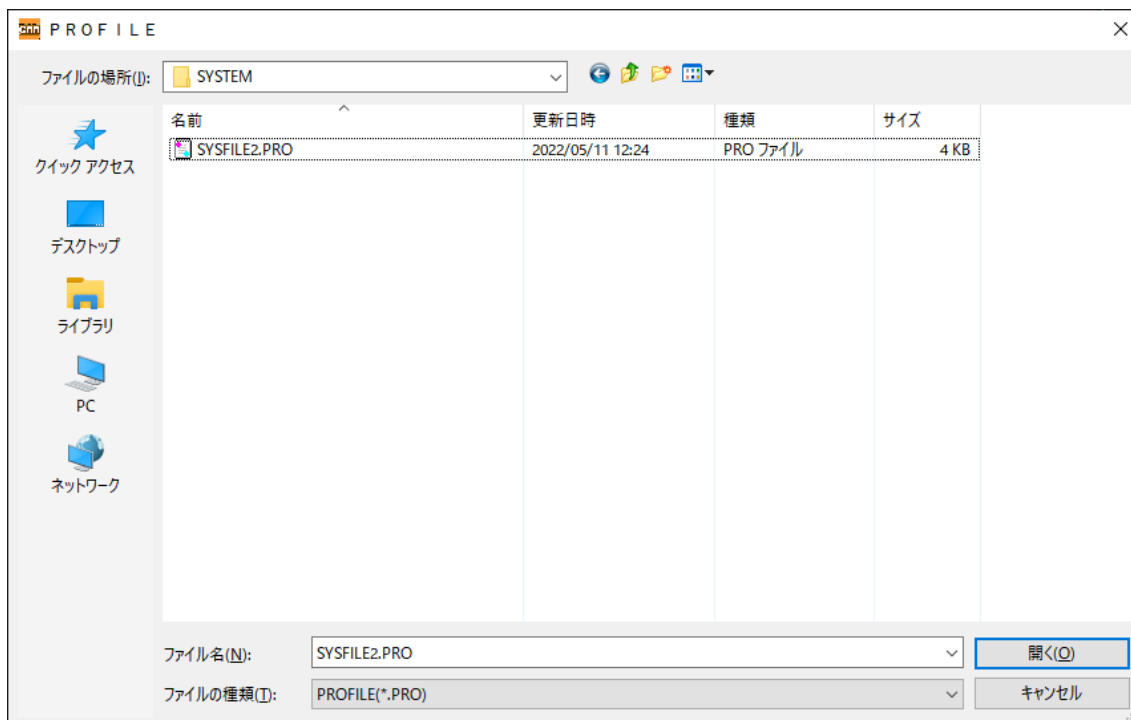 PROFILE
ファイルの場所(I): SYSTEM
名前 更新日時 種類 サイズ
SYSFILE2.PRO 2022/05/11 12:24 PRO ファイル 4 KB
クイック アクセス
デスクトップ
ライブラリ
PC
ネットワーク
ファイル名(N): SYSFILE2.PRO 開く(O)
ファイルの種類(T): PROFILE(*.PRO) キャンセル